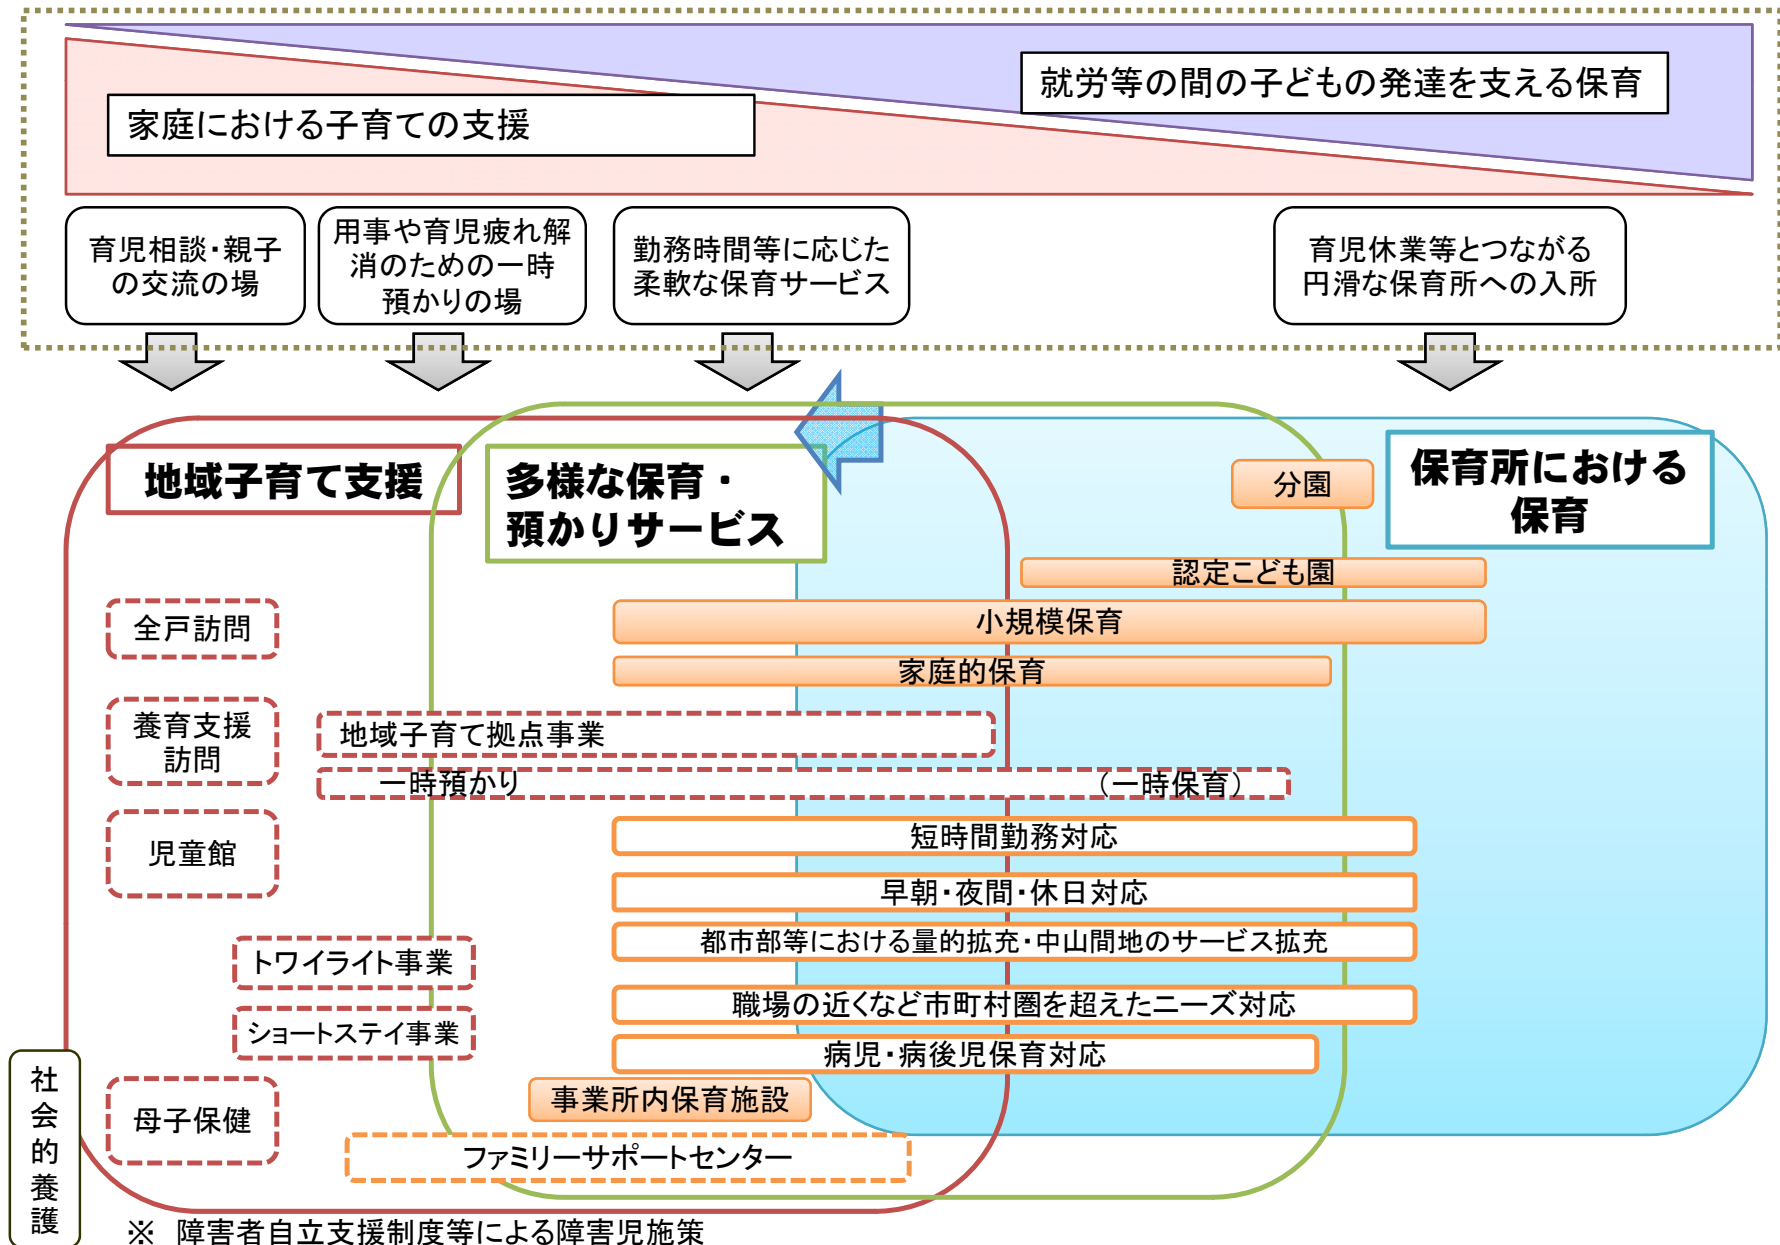 就労等の間の子どもの発達を支える保育
家庭における子育ての支援
育児相談・親子
の交流の場
用事や育児疲れ解
消のための一時
預かりの場
勤務時間等に応じた
柔軟な保育サービス
育児休業等とつながる
円滑な保育所への入所
地域子育て支援
多様な保育・
預かりサービス
保育所における
保育
分園
認定こども園
小規模保育
家庭的保育
全戸訪問
養育支援
訪問
児童館
地域子育て拠点事業
一時預かり
（一時保育）
短時間勤務対応
早朝・夜間・休日対応
都市部等における量的拡充・中山間地のサービス拡充
トワイライト事業
職場の近くなど市町村圏を超えたニーズ対応
ショートステイ事業
病児・病後児保育対応
事業所内保育施設
母子保健
ファミリーサポートセンター
社会的養護
※　障害者自立支援制度等による障害児施策